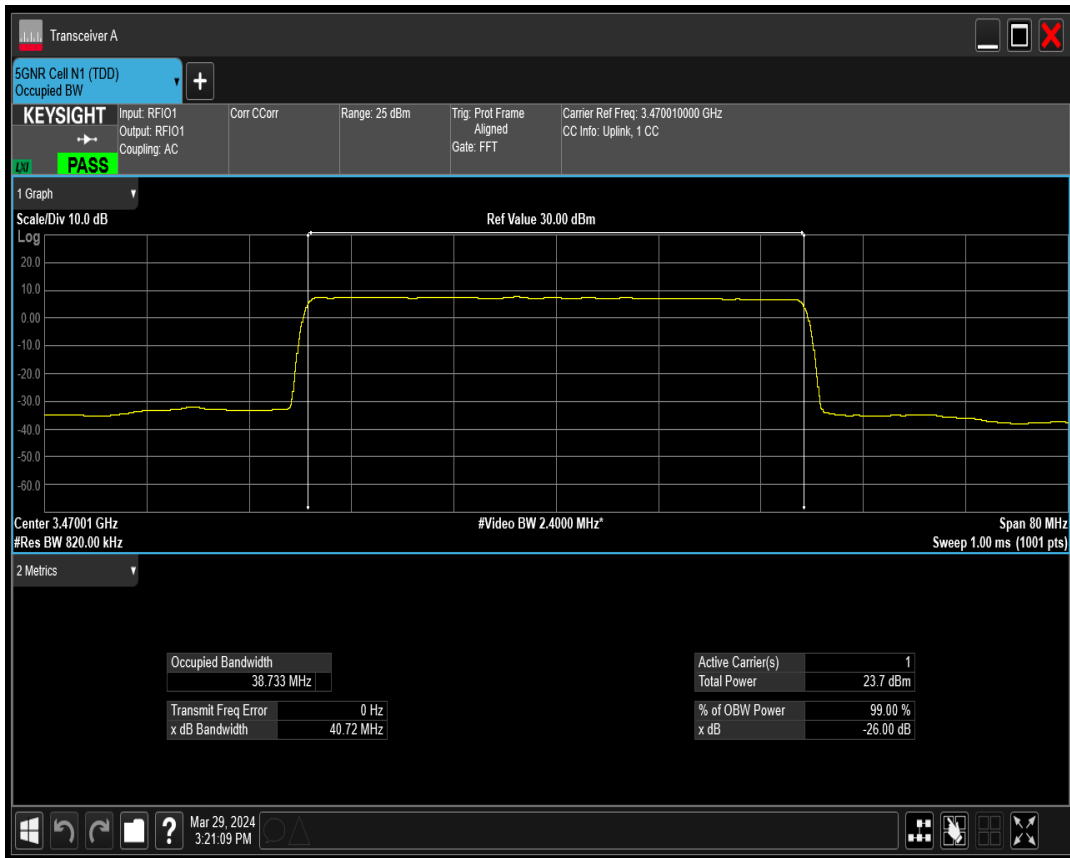 Transceiver A
5GNR Cell N1 (TDD)
Occupied BW
+
KEYSIGHT
LXI
PASS
Input: RFIO1
Output: RFIO1
Coupling: AC
Corr CCorr
Range: 25 dBm
Trig: Prot Frame
Aligned
Gate: FFT
Carrier Ref Freq: 3.470010000 GHz
CC Info: Uplink, 1 CC
1 Graph
Scale/Div 10.0 dB
Ref Value 30.00 dBm
Log
20.0
10.0
0.00
-10.0
-20.0
-30.0
-40.0
-50.0
-60.0
Center 3.47001 GHz
#Video BW 2.4000 MHz*
Span 80 MHz
#Res BW 820.00 kHz
Sweep 1.00 ms (1001 pts)
2 Metrics
Occupied Bandwidth
38.733 MHz
Transmit Freq Error 0 Hz
x dB Bandwidth 40.72 MHz
Active Carrier(s) 1
Total Power 23.7 dBm
% of OBW Power 99.00 %
x dB -26.00 dB
?
Mar 29, 2024
3:21:09 PM